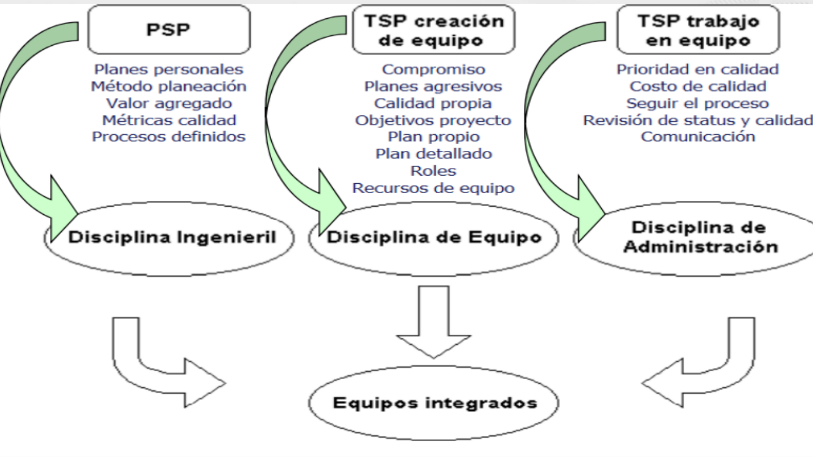 PSP
Planes personales
Método planeación
Valor agregado
Métricas calidad
Procesos definidos
Disciplina Ingenieril
TSP creación
de equipo
Compromiso
Planes agresivos
Calidad propia
Objetivos proyecto
Plan propio
Plan detallado
Roles
Recursos de equipo
Disciplina de Equipo
TSP trabajo
en equipo
Prioridad en calidad
Costo de calidad
Seguir el proceso
Revisión de status y calidad
Comunicación
Disciplina de
Administración
Equipos integrados